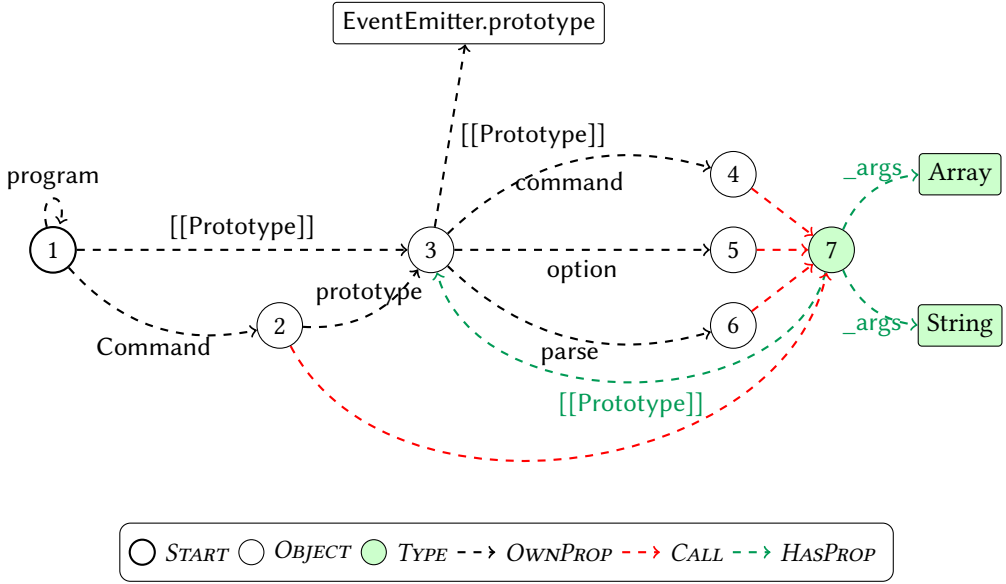 EventEmitter.prototype
[[Prototype]]
program
command
_args
Array
4
[[Prototype]]
1
3
5
7
option
prototype
2
6
_args
String
Command
parse
[[Prototype]]
START OBJECT TYPE OWNPROP CALL HASPROP